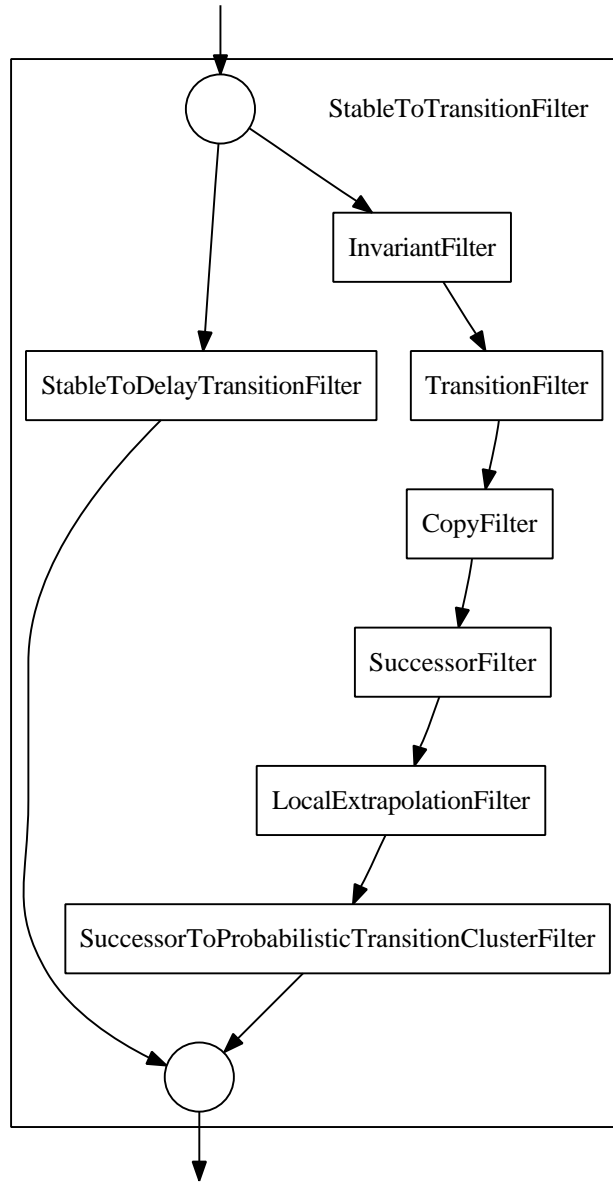 StableToTransitionFilter
InvariantFilter
StableToDelayTransitionFilter
TransitionFilter
CopyFilter
SuccessorFilter
LocalExtrapolationFilter
SuccessorToProbabilisticTransitionClusterFilter